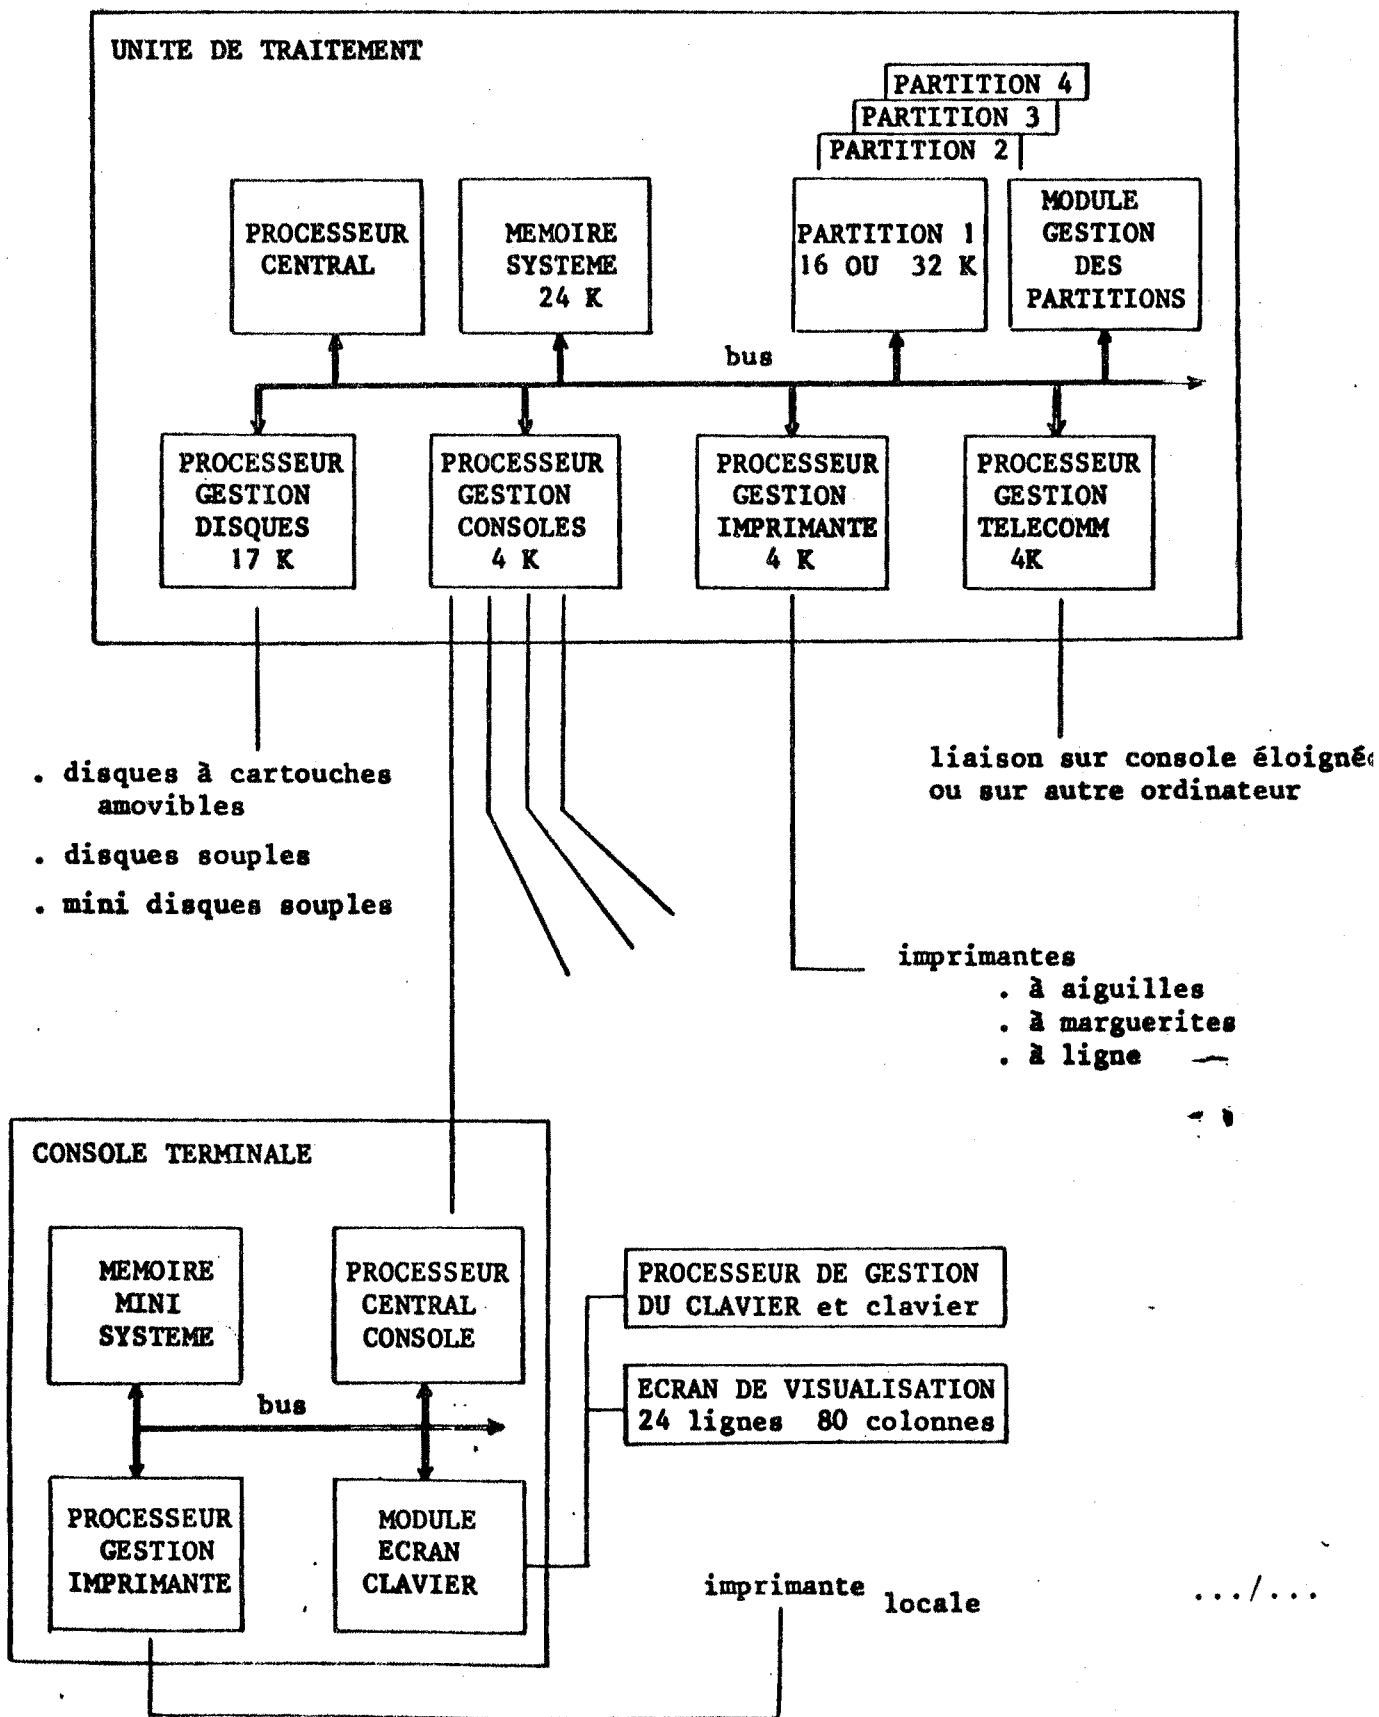 UNITE DE TRAITEMENT
PARTITION 4
PARTITION 3
PARTITION 2
PROCESSEUR
CENTRAL
MEMOIRE
SYSTEME
24 K
PARTITION 1
16 OU 32 K
MODULE
GESTION
DES
PARTITIONS
bus
PROCESSEUR
GESTION
DISQUES
17 K
PROCESSEUR
GESTION
CONSOLES
4 K
PROCESSEUR
GESTION
IMPRIMANTE
4 K
PROCESSEUR
GESTION
TELECOMM
4K
. disques à cartouches
amovibles
. disques souples
. mini disques souples
liaison sur console éloigné
ou sur autre ordinateur
imprimantes
. à aiguilles
. à marguerites
. à ligne
CONSOLE TERMINALE
MEMOIRE
MINI
SYSTEME
PROCESSEUR
CENTRAL
CONSOLE
bus
PROCESSEUR
GESTION
IMPRIMANTE
MODULE
ECRAN
CLAVIER
PROCESSEUR DE GESTION
DU CLAVIER et clavier
ECRAN DE VISUALISATION
24 lignes 80 colonnes
imprimante locale
.../...